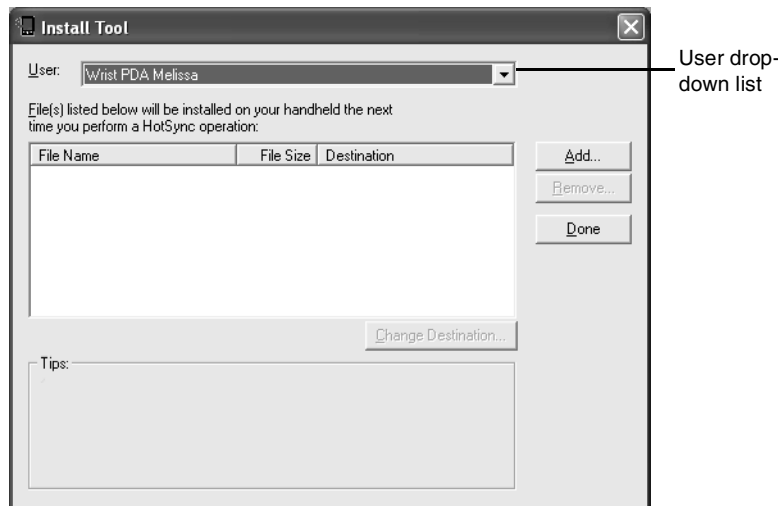 Install Tool
User: Wrist PDA Melissa
User drop-
down list
File(s) listed below will be installed on your handheld the next
time you perform a HotSync operation:
File Name File Size Destination
Add...
Remove...
Done
Change Destination...
Tips: